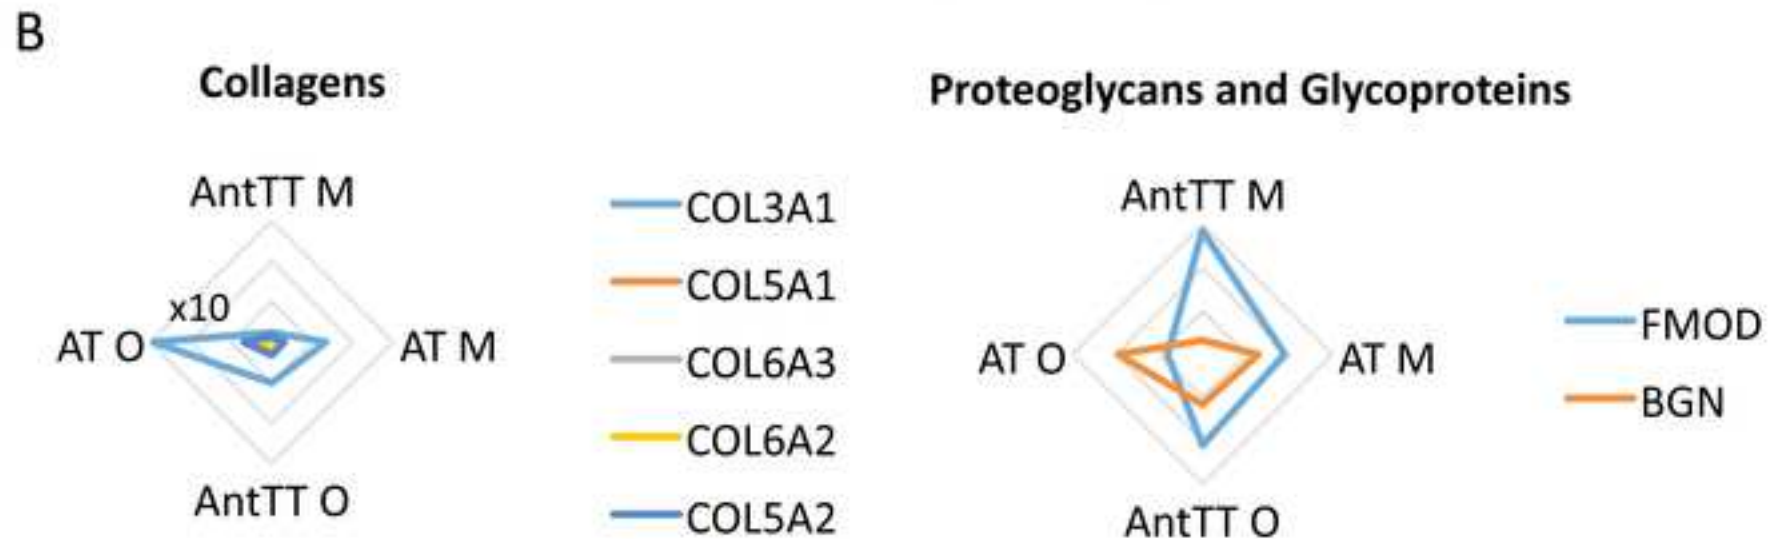 B
Collagens
AntTT M
x10
AT O
AT M
AntTT O
COL3A1
COL5A1
COL6A3
COL6A2
COL5A2
Proteoglycans and Glycoproteins
AntTT M
AT O
AT M
AntTT O
FMOD
BGN